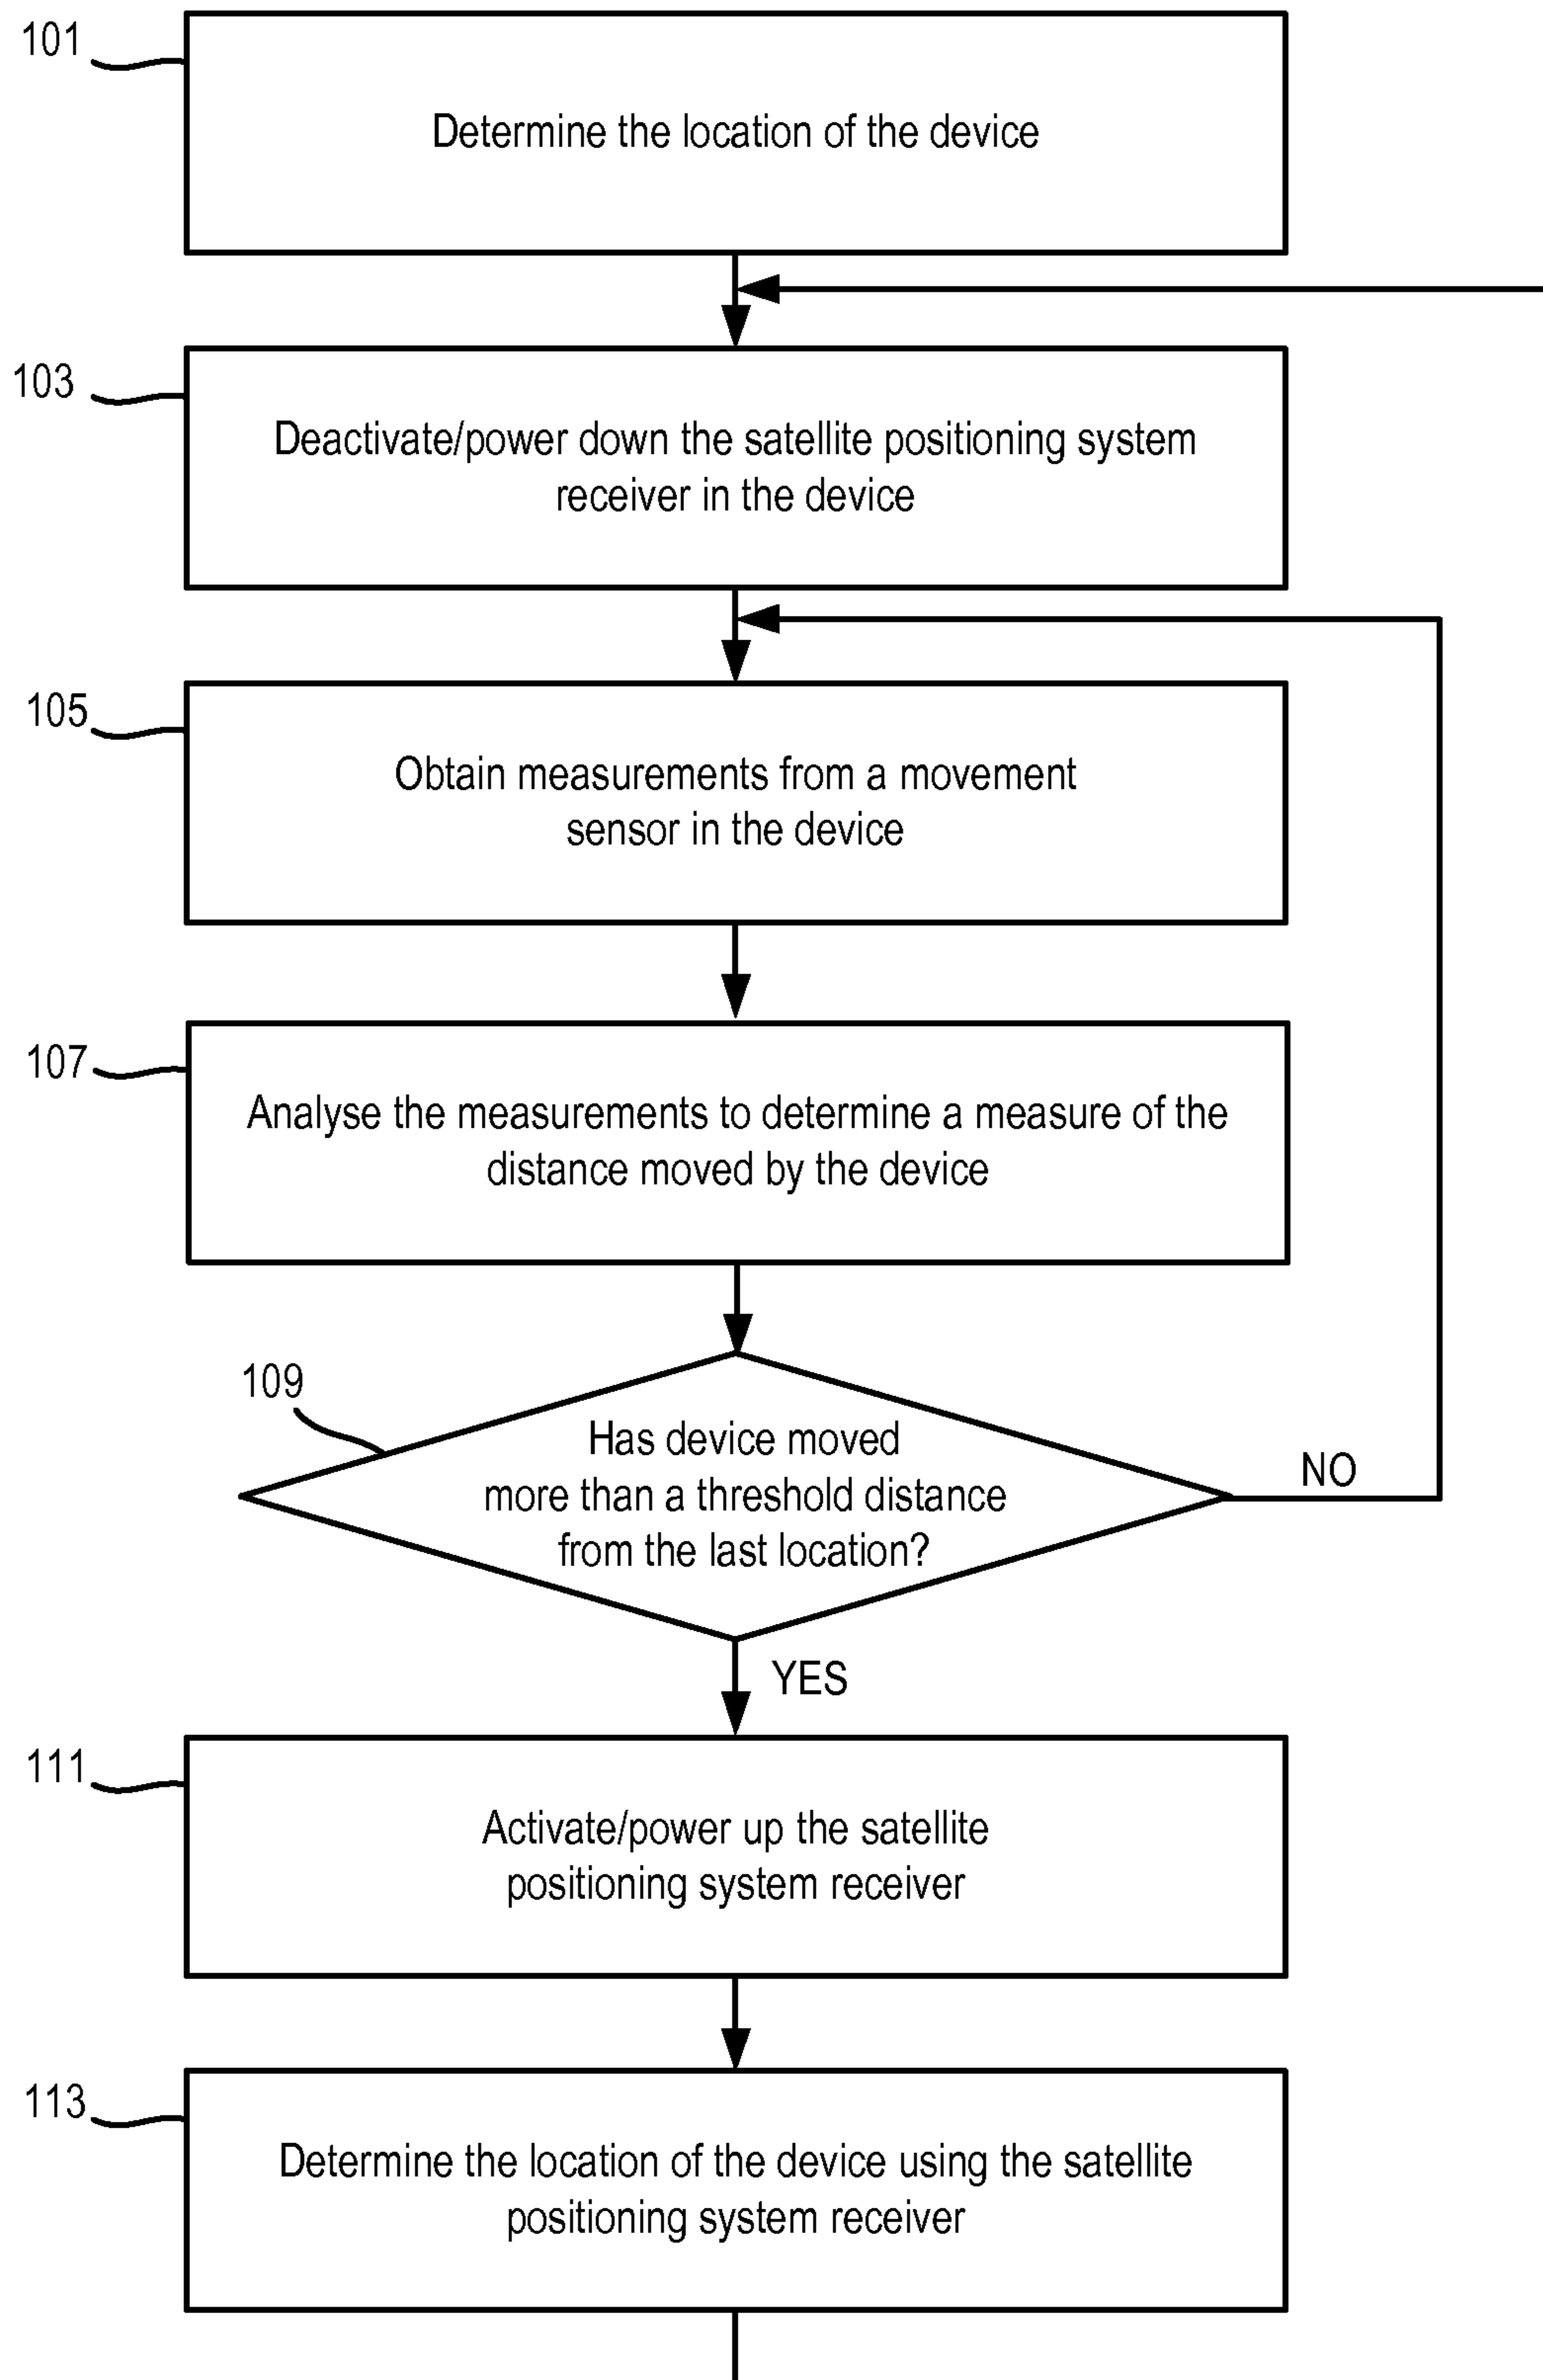 101
Determine the location of the device
103
Deactivate/power down the satellite positioning system
receiver in the device
105
Obtain measurements from a movement
sensor in the device
107
Analyse the measurements to determine a measure of the
distance moved by the device
109
Has device moved
more than a threshold distance
from the last location?
NO
YES
111
Activate/power up the satellite
positioning system receiver
113
Determine the location of the device using the satellite
positioning system receiver